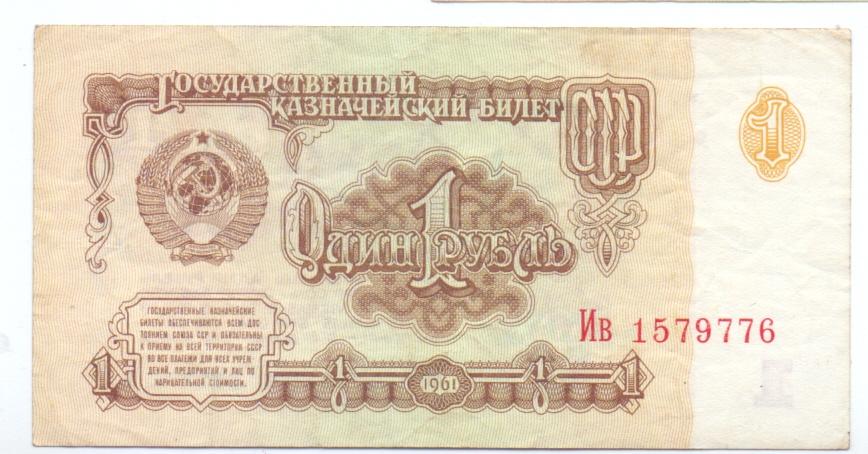 Государственный
казначейский билет
СССР
1
Один 1 рубль
ГОСУДАРСТВЕННЫЕ КАЗНАЧЕЙСКИЕ
БИЛЕТЫ ОБЕСПЕЧИВАЮТСЯ ВСЕМ ДОС-
ТОЯНИЕМ СОЮЗА ССР И ОБЯЗАТЕЛЬНЫ
К ПРИЕМУ НА ВСЕЙ ТЕРРИТОРИИ СССР
ВО ВСЕ ПЛАТЕЖИ ДЛЯ ВСЕХ УЧРЕЖ-
ДЕНИЙ, ПРЕДПРИЯТИЙ И ЛИЦ ПО
НАРИЦАТЕЛЬНОЙ СТОИМОСТИ.
Ив 1579776
1 1 1961 1 1